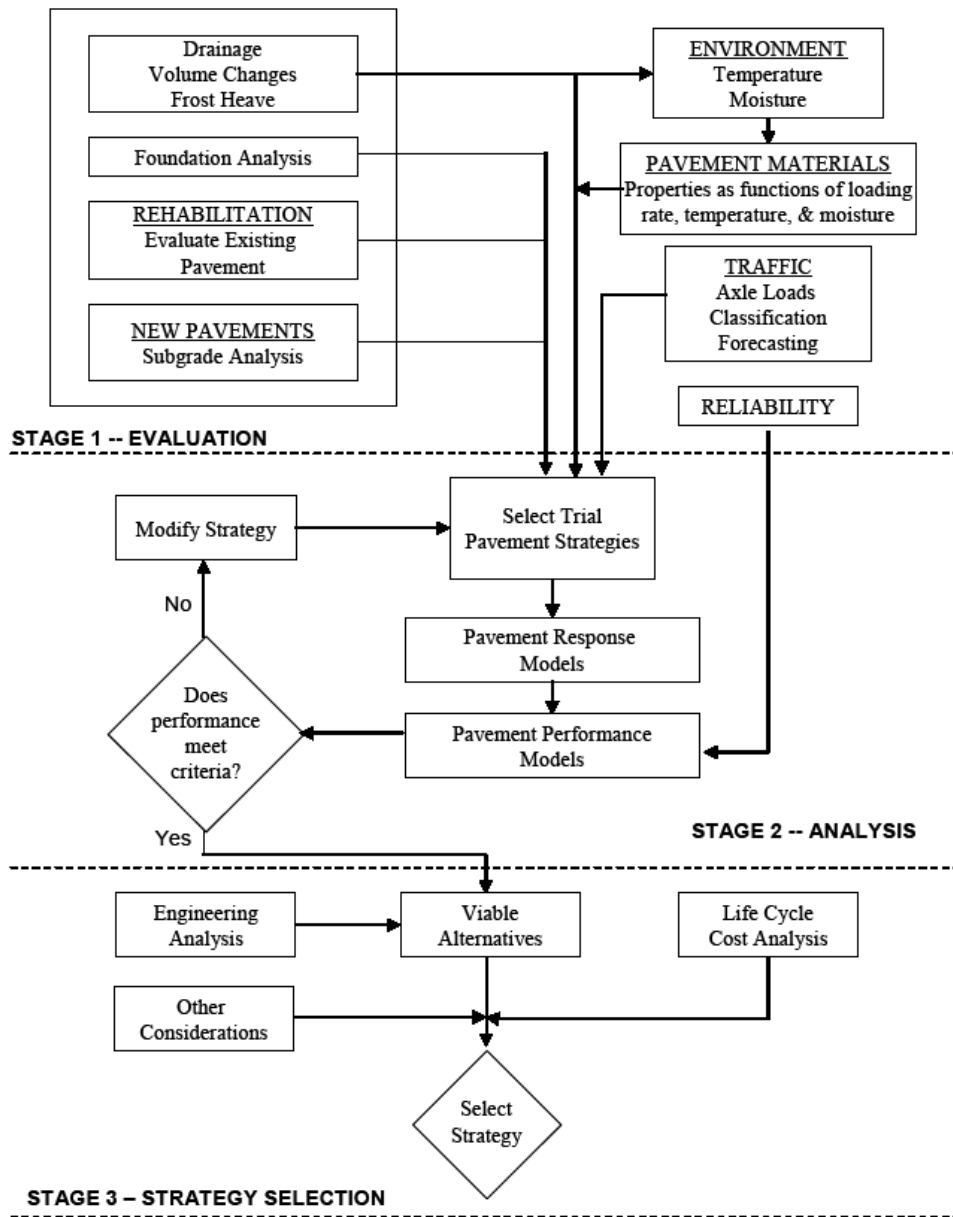 Drainage
Volume Changes
Frost Heave
ENVIRONMENT
Temperature
Moisture
Foundation Analysis
PAVEMENT MATERIALS
Properties as functions of loading
rate, temperature, & moisture
REHABILITATION
Evaluate Existing
Pavement
TRAFFIC
Axle Loads
Classification
Forecasting
NEW PAVEMENTS
Subgrade Analysis
RELIABILITY
STAGE 1 -- EVALUATION
Modify Strategy
Select Trial
Pavement Strategies
No
Pavement Response
Models
Does
performance
meet
criteria?
Pavement Performance
Models
Yes
STAGE 2 -- ANALYSIS
Engineering
Analysis
Viable
Alternatives
Life Cycle
Cost Analysis
Other
Considerations
Select
Strategy
STAGE 3 – STRATEGY SELECTION